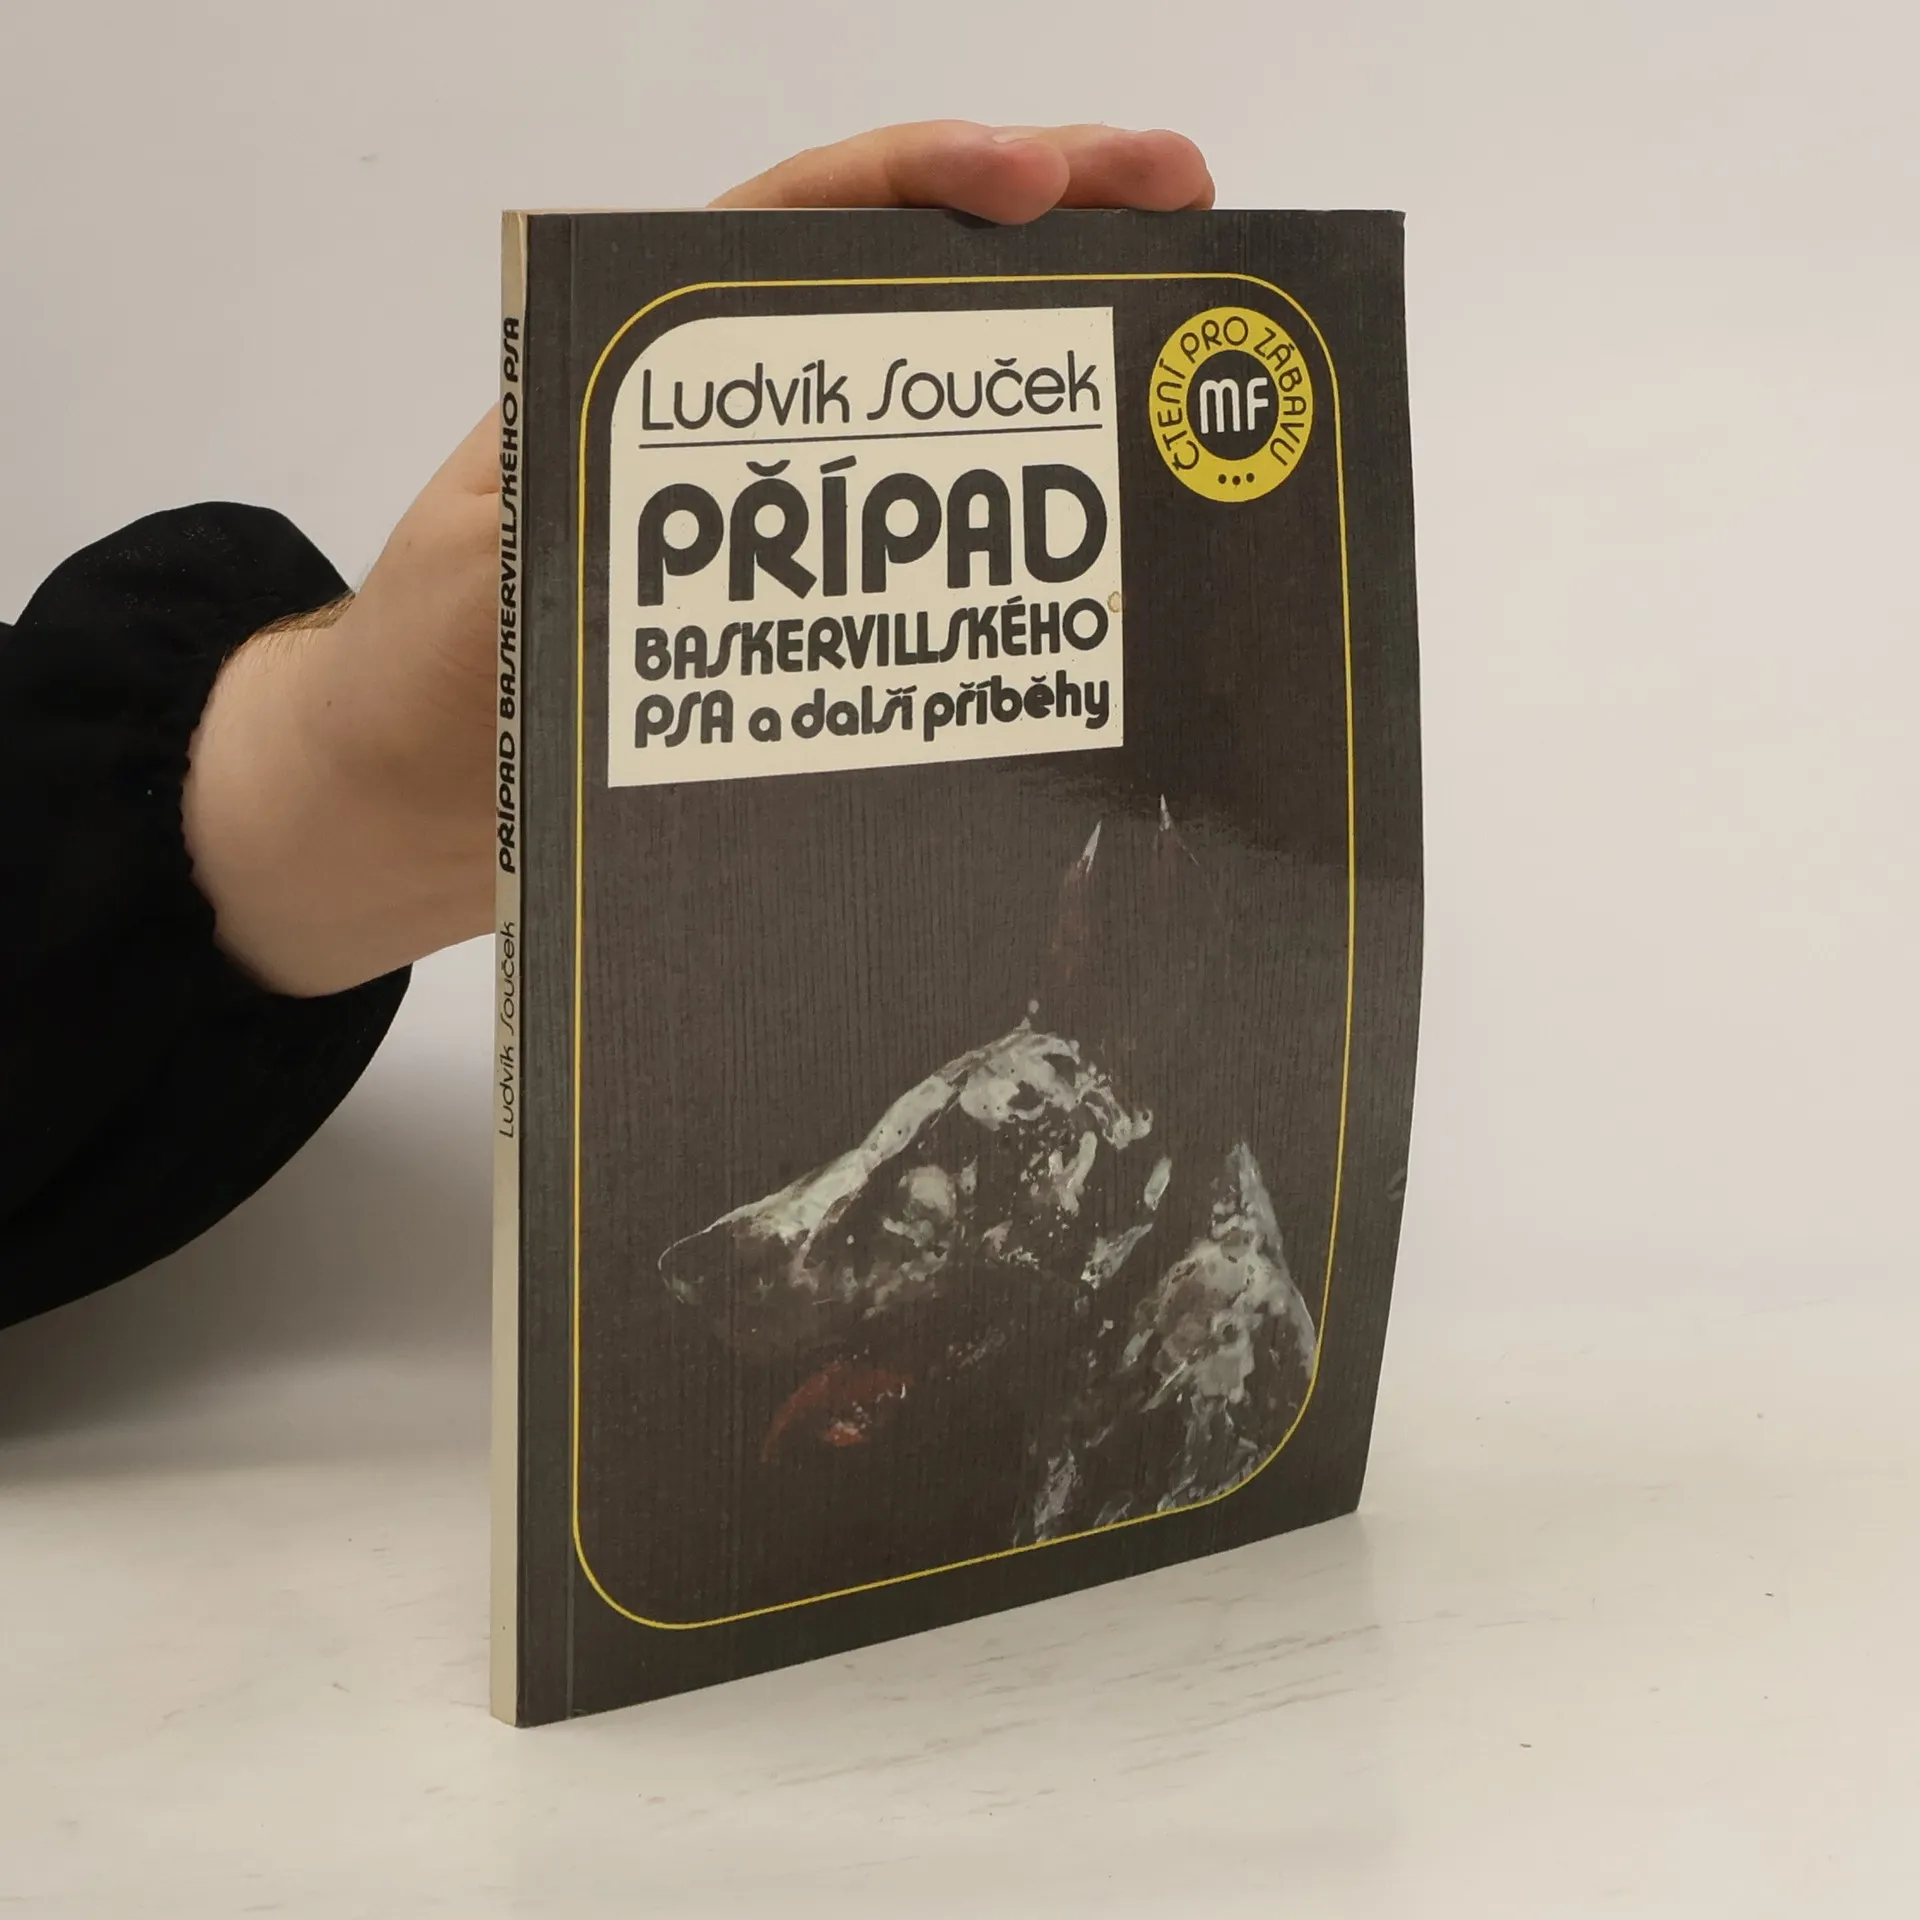 Ludvík Souček
PŘÍPAD
BASKERVILLSKÉHO
PSA a další příběhy
ČTENÍ PRO ZÁBAVU
MF
Ludvík Souček PŘÍPAD BASKERVILLSKÉHO PSA